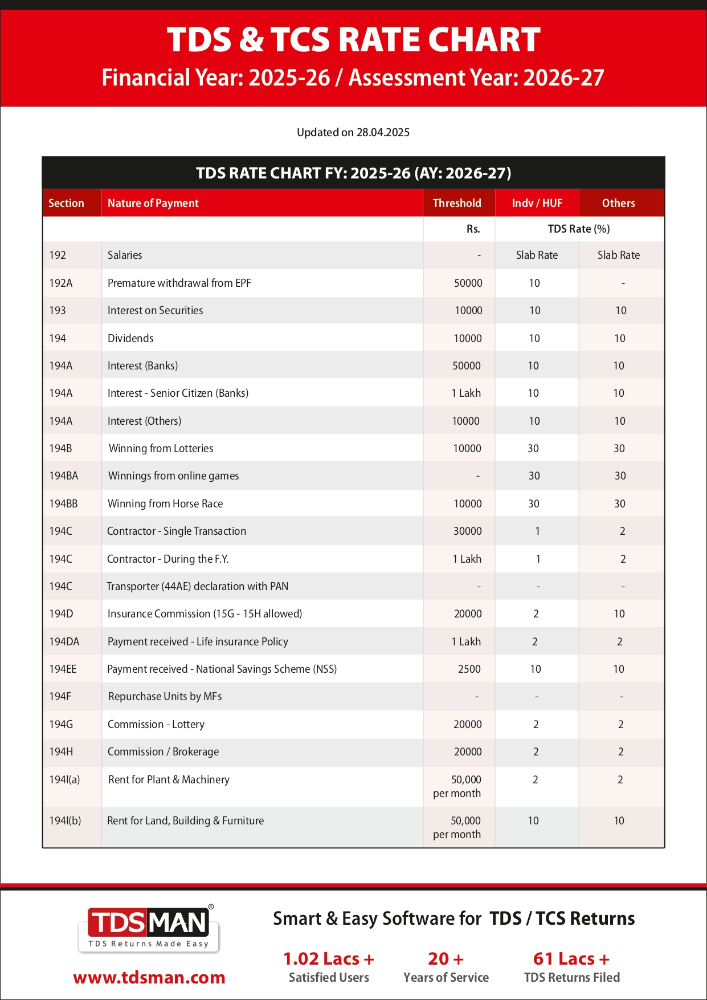 TDS & TCS RATE CHART
Financial Year: 2025-26 / Assessment Year: 2026-27
Updated on 28.04.2025
TDS RATE CHART FY: 2025-26 (AY: 2026-27)
Section Nature of Payment Threshold Indv / HUF Others
Rs. TDS Rate (%)
192 Salaries - Slab Rate Slab Rate
192A Premature withdrawal from EPF 50000 10 -
193 Interest on Securities 10000 10 10
194 Dividends 10000 10 10
194A Interest (Banks) 50000 10 10
194A Interest - Senior Citizen (Banks) 1 Lakh 10 10
194A Interest (Others) 10000 10 10
194B Winning from Lotteries 10000 30 30
194BA Winnings from online games - 30 30
194BB Winning from Horse Race 10000 30 30
194C Contractor - Single Transaction 30000 1 2
194C Contractor - During the F.Y. 1 Lakh 1 2
194C Transporter (44AE) declaration with PAN - - -
194D Insurance Commission (15G - 15H allowed) 20000 2 10
194DA Payment received - Life insurance Policy 1 Lakh 2 2
194EE Payment received - National Savings Scheme (NSS) 2500 10 10
194F Repurchase Units by MFs - - -
194G Commission - Lottery 20000 2 2
194H Commission / Brokerage 20000 2 2
194I(a) Rent for Plant & Machinery 50,000 2 2
per month
194I(b) Rent for Land, Building & Furniture 50,000 10 10
per month
TDSMAN®
TDS Returns Made Easy
www.tdsman.com
Smart & Easy Software for TDS / TCS Returns
1.02 Lacs + 20 + 61 Lacs +
Satisfied Users Years of Service TDS Returns Filed